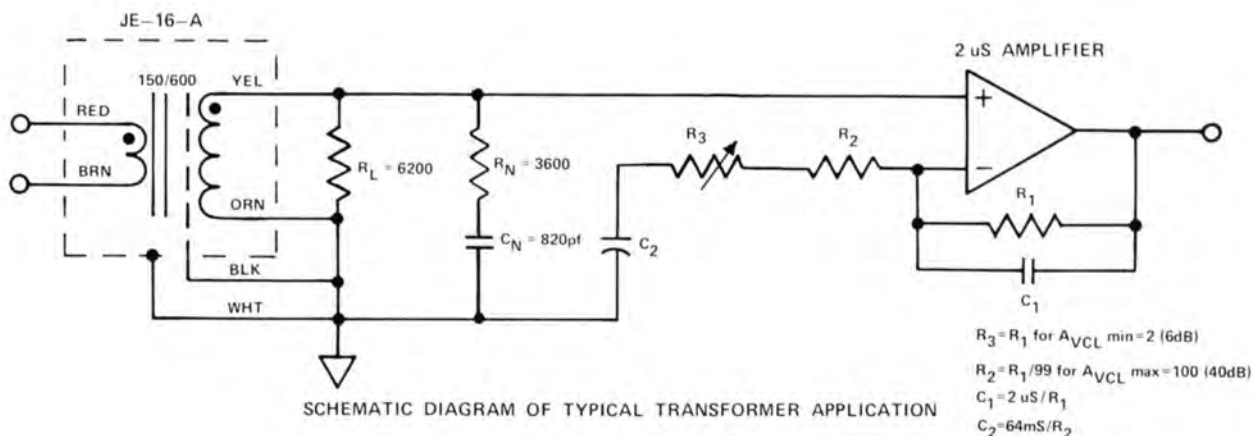 JE–16–A
2 uS AMPLIFIER
150/600
YEL
RED
BRN
ORN
BLK
WHT
R_L = 6200
R_N = 3600
C_N = 820pf
R_3
R_2
C_2
+
−
R_1
C_1
R_3=R_1 for A_VCL min=2 (6dB)
R_2=R_1/99 for A_VCL max=100 (40dB)
C_1=2 uS/R_1
C_2=64mS/R_2
SCHEMATIC DIAGRAM OF TYPICAL TRANSFORMER APPLICATION